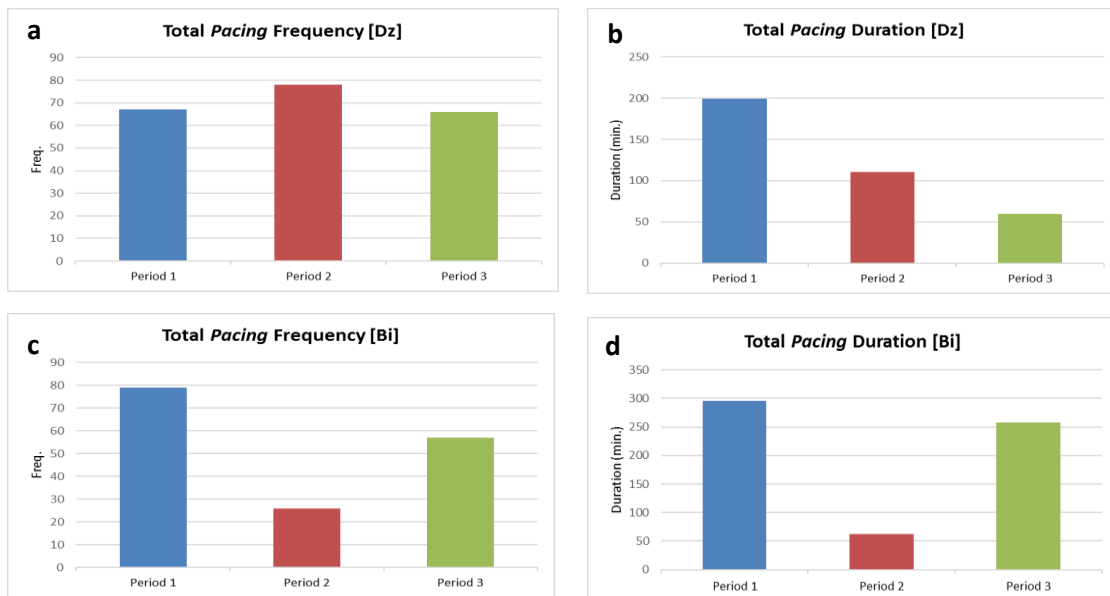 a
Total Pacing Frequency [Dz]
90
80
70
60
50
40
30
20
10
0
Freq.
Period 1
Period 2
Period 3
b
Total Pacing Duration [Dz]
250
200
150
100
50
0
Duration (min.)
Period 1
Period 2
Period 3
c
Total Pacing Frequency [Bi]
90
80
70
60
50
40
30
20
10
0
Freq.
Period 1
Period 2
Period 3
d
Total Pacing Duration [Bi]
350
300
250
200
150
100
50
0
Duration (min.)
Period 1
Period 2
Period 3